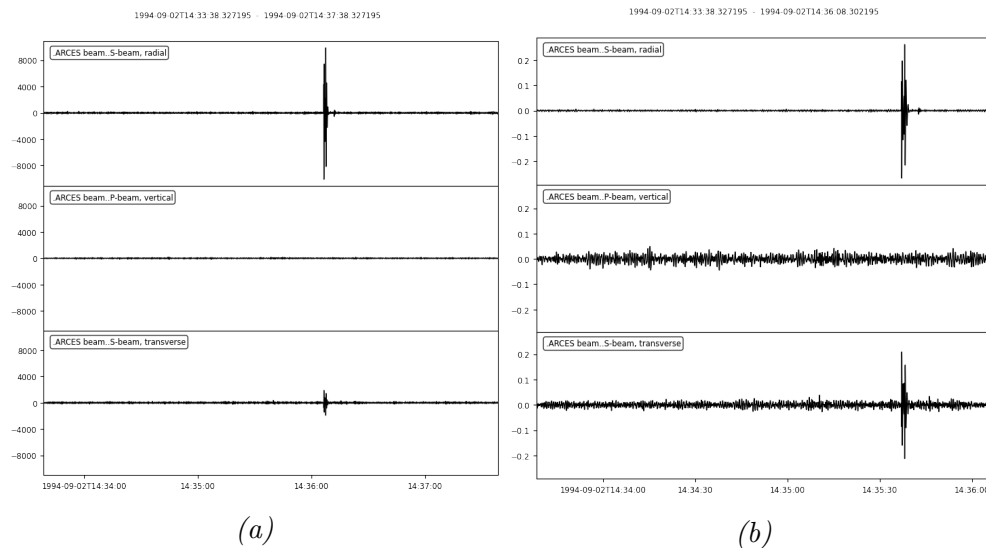 1994-09-02T14:33:38.327195 - 1994-09-02T14:37:38.327195
.ARCES beam..S-beam, radial
8000
4000
0
−4000
−8000
.ARCES beam..P-beam, vertical
8000
4000
0
−4000
−8000
.ARCES beam..S-beam, transverse
8000
4000
0
−4000
−8000
1994-09-02T14:34:00 14:35:00 14:36:00 14:37:00
(a)
1994-09-02T14:33:38.327195 - 1994-09-02T14:36:08.302195
.ARCES beam..S-beam, radial
0.2
0.1
0.0
−0.1
−0.2
.ARCES beam..P-beam, vertical
0.2
0.1
0.0
−0.1
−0.2
.ARCES beam..S-beam, transverse
0.2
0.1
0.0
−0.1
−0.2
1994-09-02T14:34:00 14:34:30 14:35:00 14:35:30 14:36:00
(b)